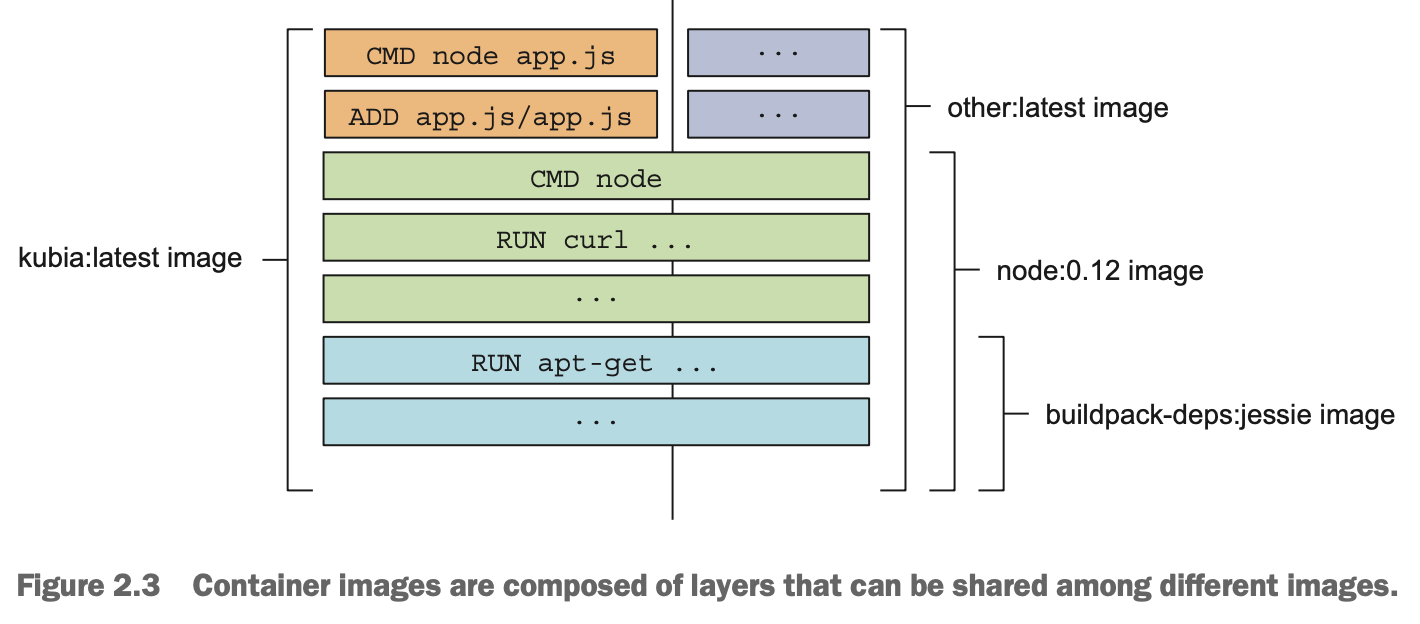 CMD node app.js
...
ADD app.js/app.js
...
other:latest image
CMD node
RUN curl ...
kubia:latest image
node:0.12 image
...
RUN apt-get ...
buildpack-deps:jessie image
...
Figure 2.3 Container images are composed of layers that can be shared among different images.